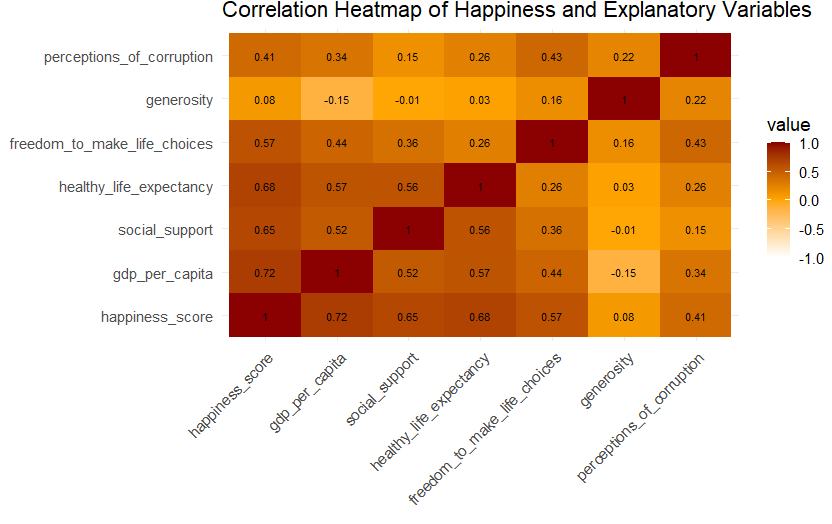 Correlation Heatmap of Happiness and Explanatory Variables
perceptions_of_corruption 0.41 0.34 0.15 0.26 0.43 0.22 1
generosity 0.08 -0.15 -0.01 0.03 0.16 1 0.22
freedom_to_make_life_choices 0.57 0.44 0.36 0.26 1 0.16 0.43
healthy_life_expectancy 0.68 0.57 0.56 1 0.26 0.03 0.26
social_support 0.65 0.52 1 0.56 0.36 -0.01 0.15
gdp_per_capita 0.72 1 0.52 0.57 0.44 -0.15 0.34
happiness_score 1 0.72 0.65 0.68 0.57 0.08 0.41
happiness_score
gdp_per_capita
social_support
healthy_life_expectancy
freedom_to_make_life_choices
generosity
perceptions_of_corruption
value
1.0
0.5
0.0
-0.5
-1.0